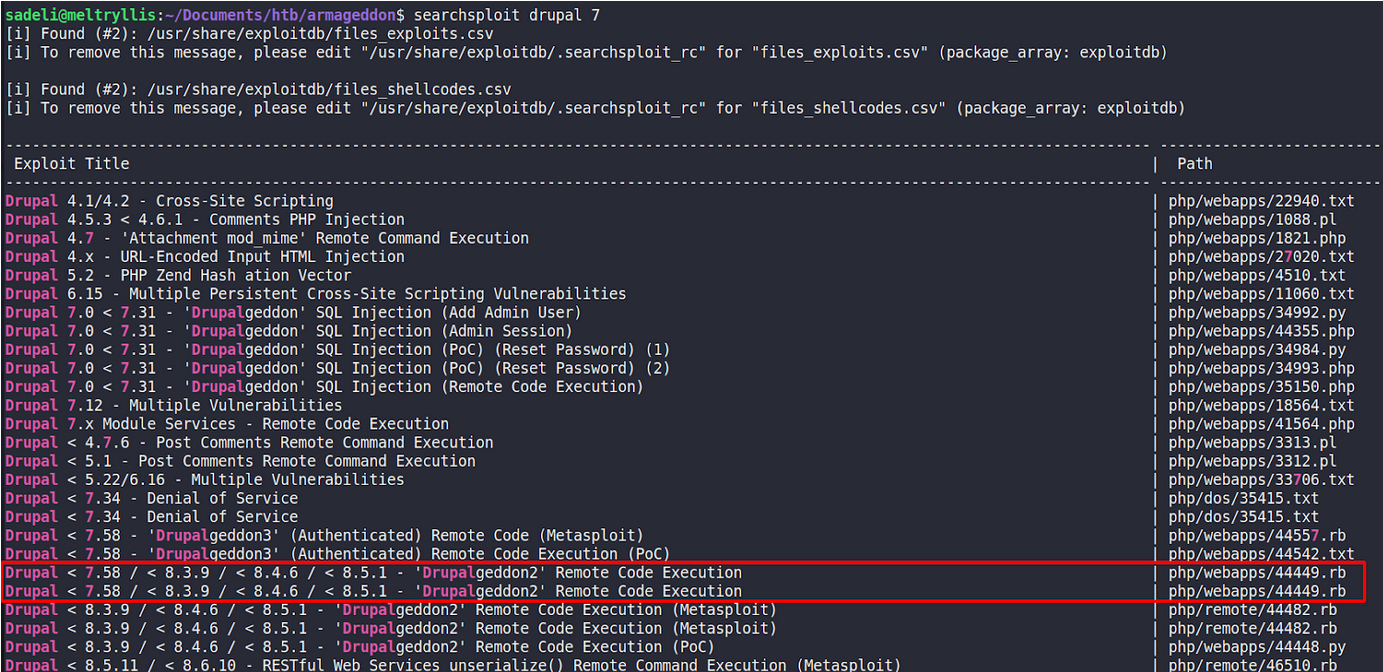 sadeli@meltryllis:~/Documents/htb/armageddon$ searchsploit drupal 7
[i] Found (#2): /usr/share/exploitdb/files_exploits.csv
[i] To remove this message, please edit "/usr/share/exploitdb/.searchsploit_rc" for "files_exploits.csv" (package_array: exploitdb)
[i] Found (#2): /usr/share/exploitdb/files_shellcodes.csv
[i] To remove this message, please edit "/usr/share/exploitdb/.searchsploit_rc" for "files_shellcodes.csv" (package_array: exploitdb)
Exploit Title | Path
Drupal 4.1/4.2 - Cross-Site Scripting | php/webapps/22940.txt
Drupal 4.5.3 < 4.6.1 - Comments PHP Injection | php/webapps/1088.pl
Drupal 4.7 - 'Attachment mod_mime' Remote Command Execution | php/webapps/1821.php
Drupal 4.x - URL-Encoded Input HTML Injection | php/webapps/27020.txt
Drupal 5.2 - PHP Zend Hash ation Vector | php/webapps/4510.txt
Drupal 6.15 - Multiple Persistent Cross-Site Scripting Vulnerabilities | php/webapps/11060.txt
Drupal 7.0 < 7.31 - 'Drupalgeddon' SQL Injection (Add Admin User) | php/webapps/34992.py
Drupal 7.0 < 7.31 - 'Drupalgeddon' SQL Injection (Admin Session) | php/webapps/44355.php
Drupal 7.0 < 7.31 - 'Drupalgeddon' SQL Injection (PoC) (Reset Password) (1) | php/webapps/34984.py
Drupal 7.0 < 7.31 - 'Drupalgeddon' SQL Injection (PoC) (Reset Password) (2) | php/webapps/34993.php
Drupal 7.0 < 7.31 - 'Drupalgeddon' SQL Injection (Remote Code Execution) | php/webapps/35150.php
Drupal 7.12 - Multiple Vulnerabilities | php/webapps/18564.txt
Drupal 7.x Module Services - Remote Code Execution | php/webapps/41564.php
Drupal < 4.7.6 - Post Comments Remote Command Execution | php/webapps/3313.pl
Drupal < 5.1 - Post Comments Remote Command Execution | php/webapps/3312.pl
Drupal < 5.22/6.16 - Multiple Vulnerabilities | php/webapps/33706.txt
Drupal < 7.34 - Denial of Service | php/dos/35415.txt
Drupal < 7.34 - Denial of Service | php/dos/35415.txt
Drupal < 7.58 - 'Drupalgeddon3' (Authenticated) Remote Code (Metasploit) | php/webapps/44557.rb
Drupal < 7.58 - 'Drupalgeddon3' (Authenticated) Remote Code Execution (PoC) | php/webapps/44542.txt
Drupal < 7.58 / < 8.3.9 / < 8.4.6 / < 8.5.1 - 'Drupalgeddon2' Remote Code Execution | php/webapps/44449.rb
Drupal < 7.58 / < 8.3.9 / < 8.4.6 / < 8.5.1 - 'Drupalgeddon2' Remote Code Execution | php/webapps/44449.rb
Drupal < 8.3.9 / < 8.4.6 / < 8.5.1 - 'Drupalgeddon2' Remote Code Execution (Metasploit) | php/remote/44482.rb
Drupal < 8.3.9 / < 8.4.6 / < 8.5.1 - 'Drupalgeddon2' Remote Code Execution (Metasploit) | php/remote/44482.rb
Drupal < 8.3.9 / < 8.4.6 / < 8.5.1 - 'Drupalgeddon2' Remote Code Execution (PoC) | php/webapps/44448.py
Drupal < 8.5.11 / < 8.6.10 - RESTful Web Services unserialize() Remote Command Execution (Metasploit) | php/remote/46510.rb